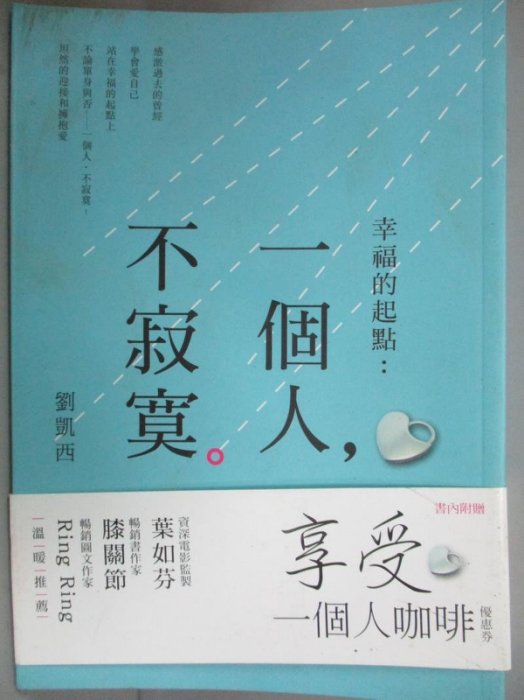 幸福的起點：
一個人，
不寂寞。
感謝過去的曾經
學會愛自己
站在幸福的起點上
不論單身與否——一個人，不寂寞！
坦然的迎接和擁抱愛
劉凱西
書內附贈
享受
一個人咖啡
優惠券
資深電影監製
葉如芬
暢銷書作家
膝關節
暢銷圖文作家
Ring Ring
｜溫｜暖｜推｜薦｜